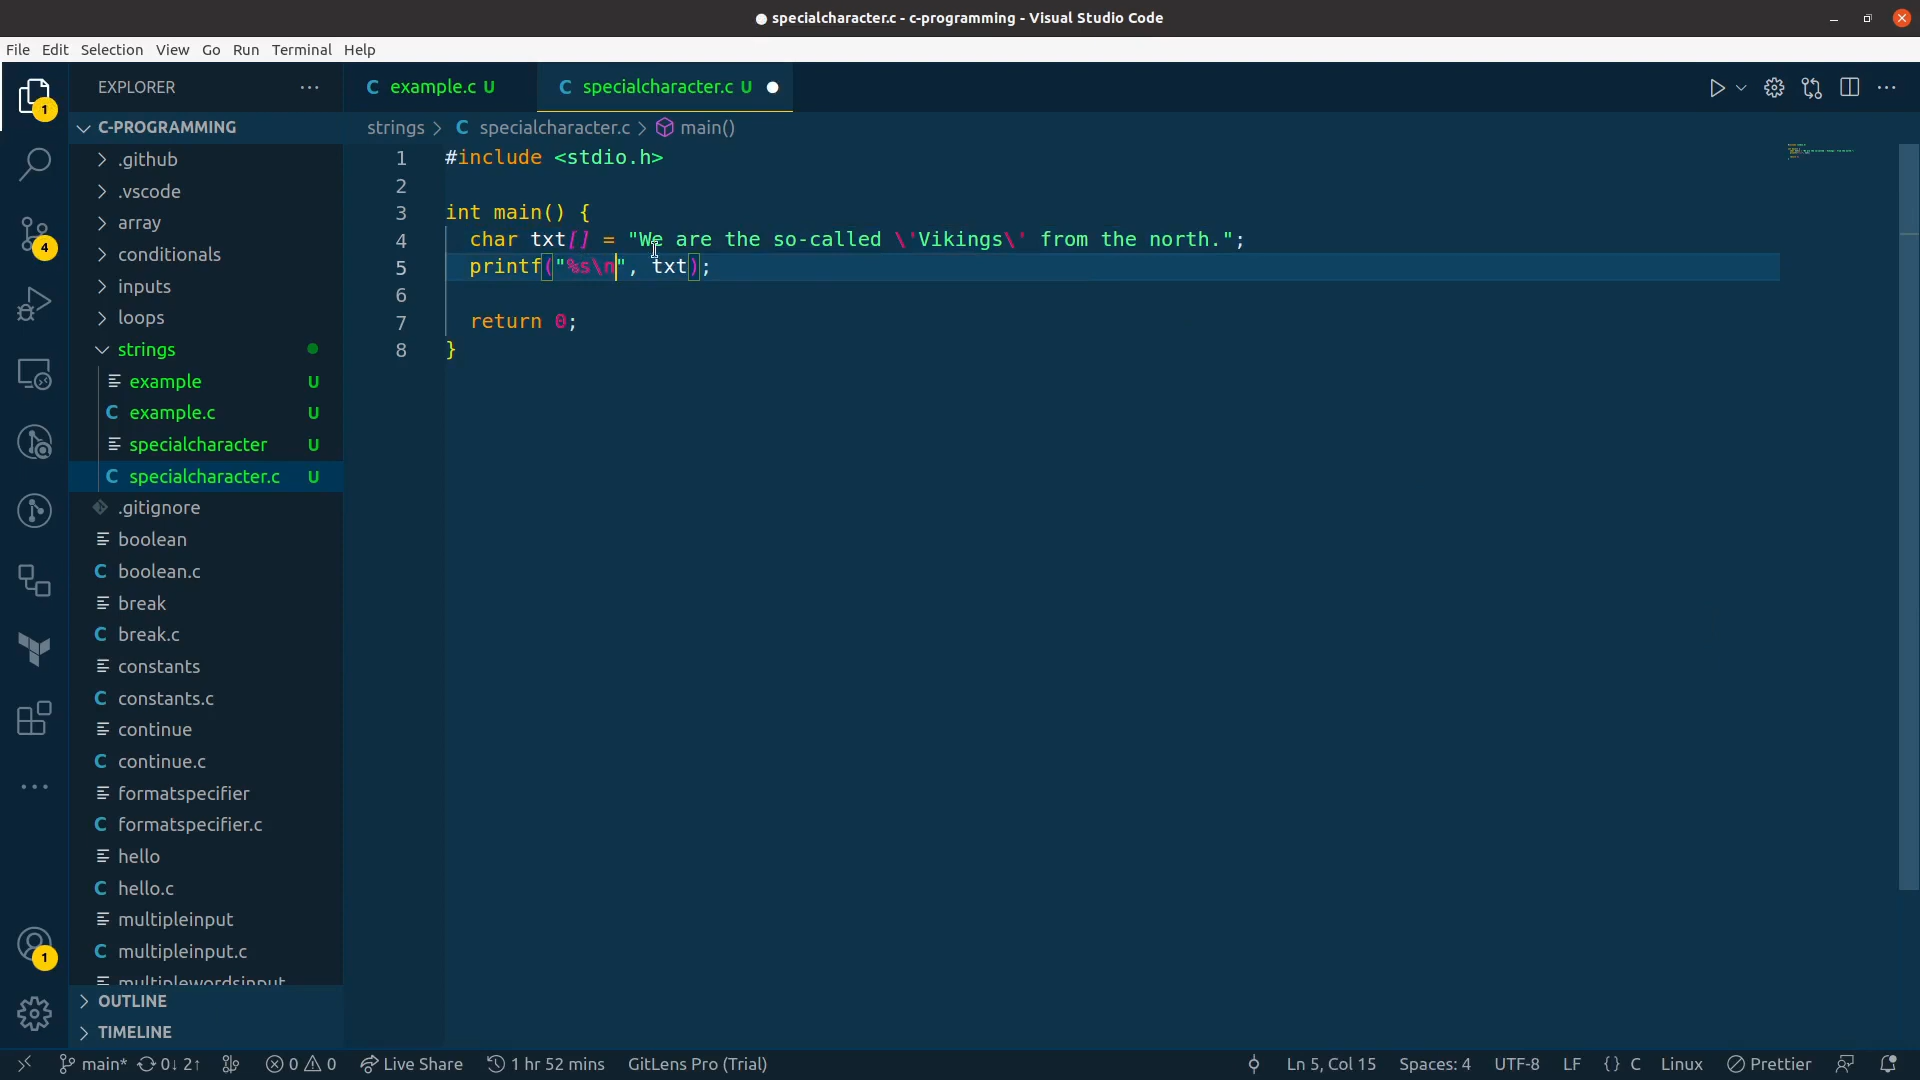 specialcharacter.c - c-programming - Visual Studio Code
File Edit Selection View Go Run Terminal Help
EXPLORER
C-PROGRAMMING
.github
.vscode
array
conditionals
inputs
loops
strings
example U
example.c U
specialcharacter U
specialcharacter.c U
.gitignore
boolean
boolean.c
break
break.c
constants
constants.c
continue
continue.c
formatspecifier
formatspecifier.c
hello
hello.c
multipleinput
multipleinput.c
multiplewordsinput
OUTLINE
TIMELINE
1
4
1
example.c U specialcharacter.c U
strings > C specialcharacter.c > main()
1 #include <stdio.h>
2
3 int main() {
4 char txt[] = "We are the so-called \'Vikings\' from the north.";
5 printf("%s\n", txt);
6
7 return 0;
8 }
main* 0↓ 2↑ 0 0 Live Share 1 hr 52 mins GitLens Pro (Trial) Ln 5, Col 15 Spaces: 4 UTF-8 LF {} C Linux Prettier